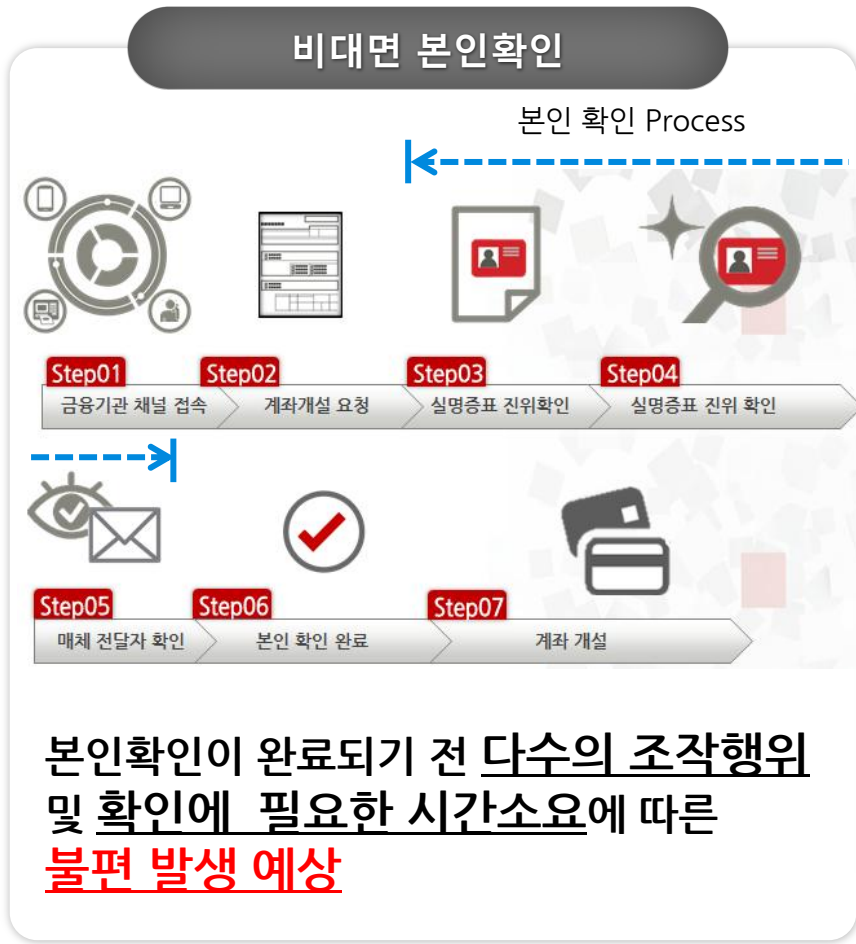 비대면 본인확인
본인 확인 Process
Step01
Step02
Step03
Step04
금융기관 채널 접속
계좌개설 요청
실명증표 진위확인
실명증표 진위 확인
Step05
Step06
Step07
매체 전달자 확인
본인 확인 완료
계좌 개설
본인확인이 완료되기 전 다수의 조작행위
및 확인에 필요한 시간소요에 따른
불편 발생 예상